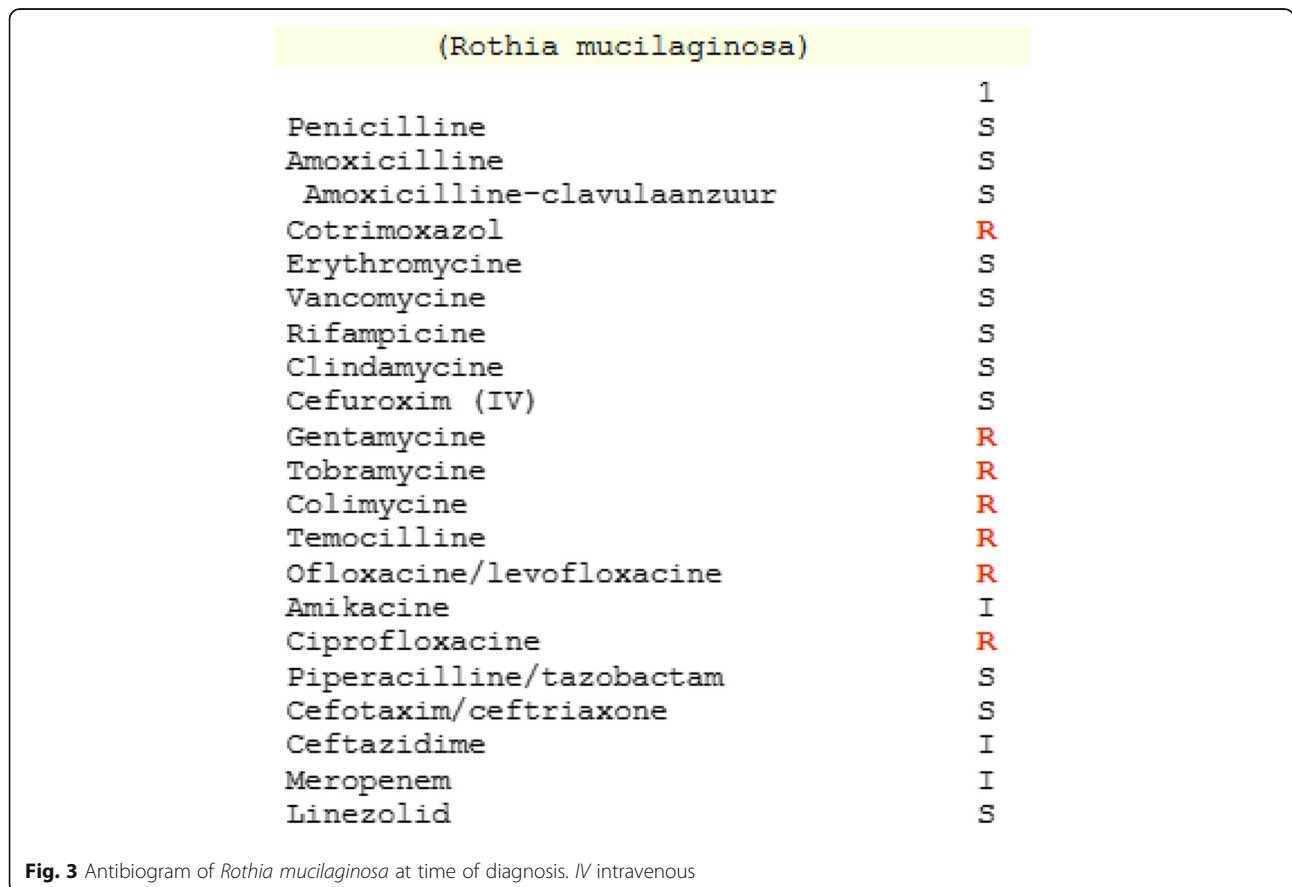 (Rothia mucilaginosa)
1
Penicilline S
Amoxicilline S
Amoxicilline-clavulaanzuur S
Cotrimoxazol R
Erythromycine S
Vancomycine S
Rifampicine S
Clindamycine S
Cefuroxim (IV) S
Gentamycine R
Tobramycine R
Colimycine R
Temocilline R
Ofloxacine/levofloxacine R
Amikacine I
Ciprofloxacine R
Piperacilline/tazobactam S
Cefotaxim/ceftriaxone S
Ceftazidime I
Meropenem I
Linezolid S
Fig. 3 Antibiogram of Rothia mucilaginosa at time of diagnosis. IV intravenous